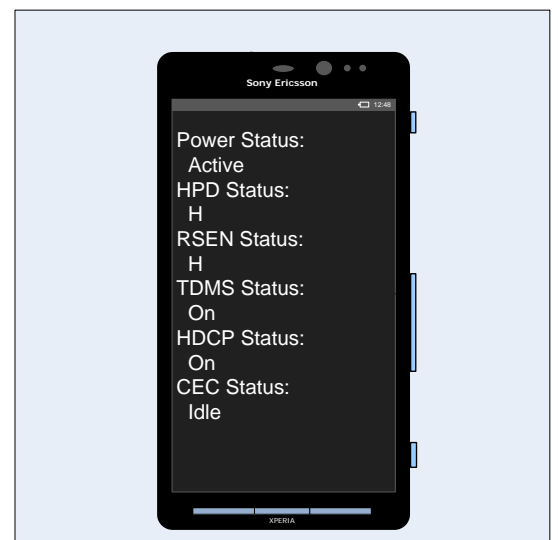 Sony Ericsson
12:48
Power Status:
Active
HPD Status:
H
RSEN Status:
H
TDMS Status:
On
HDCP Status:
On
CEC Status:
Idle
XPERIA